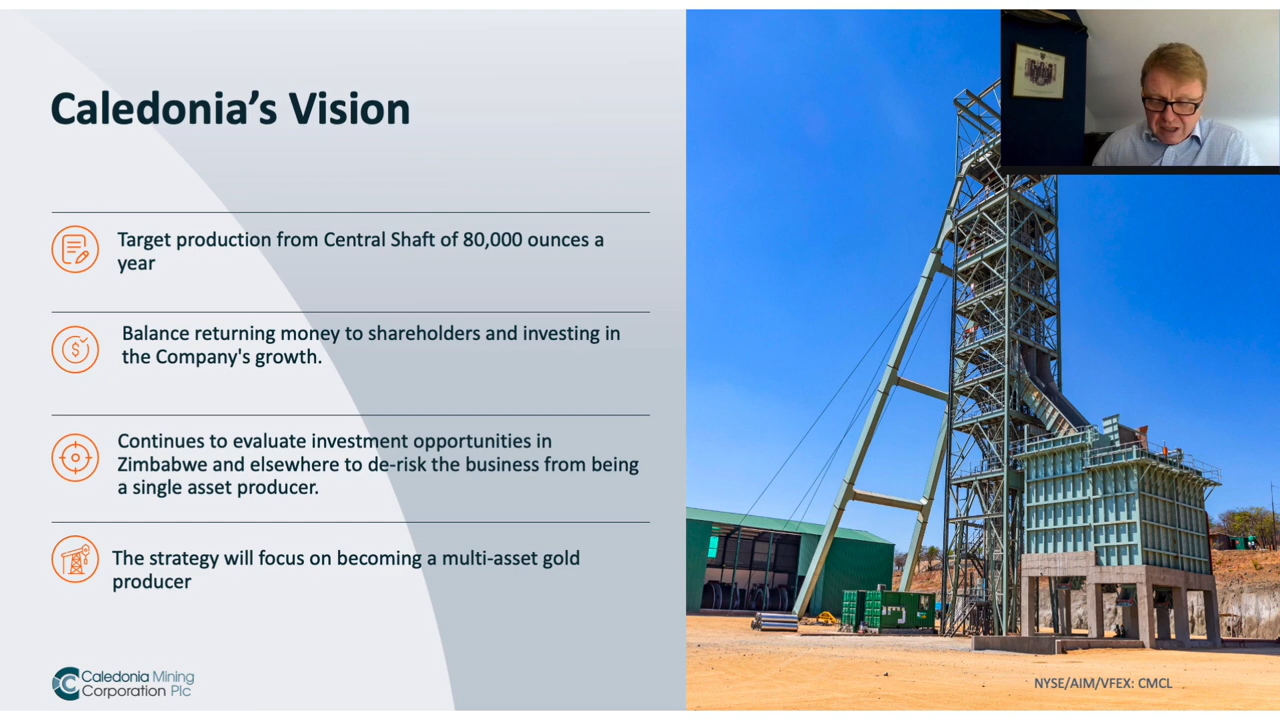 Caledonia's Vision
Target production from Central Shaft of 80,000 ounces a
year
Balance returning money to shareholders and investing in
the Company's growth.
Continues to evaluate investment opportunities in
Zimbabwe and elsewhere to de-risk the business from being
a single asset producer.
The strategy will focus on becoming a multi-asset gold
producer
Caledonia Mining
Corporation Plc
NYSE/AIM/VFEX: CMCL